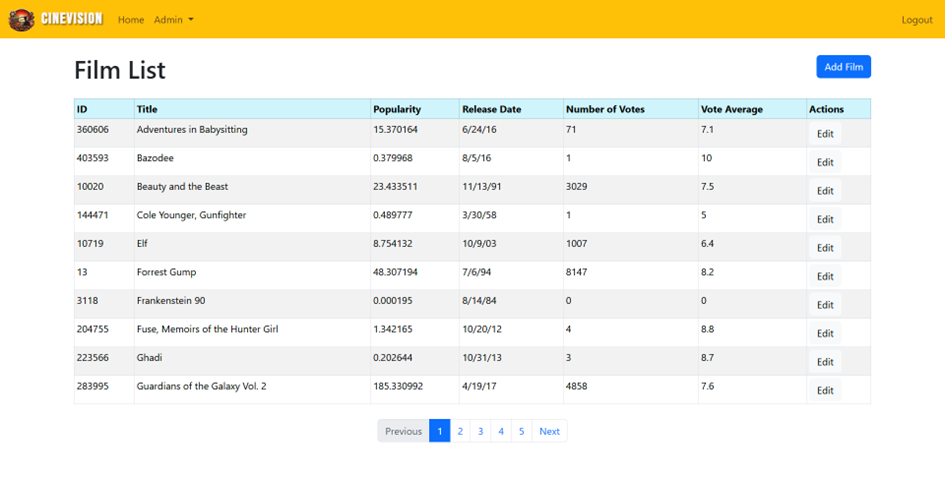 CINEVISION Home Admin Logout
Film List Add Film
ID Title Popularity Release Date Number of Votes Vote Average Actions
360606 Adventures in Babysitting 15.370164 6/24/16 71 7.1 Edit
403593 Bazodee 0.379968 8/5/16 1 10 Edit
10020 Beauty and the Beast 23.433511 11/13/91 3029 7.5 Edit
144471 Cole Younger, Gunfighter 0.489777 3/30/58 1 5 Edit
10719 Elf 8.754132 10/9/03 1007 6.4 Edit
13 Forrest Gump 48.307194 7/6/94 8147 8.2 Edit
3118 Frankenstein 90 0.000195 8/14/84 0 0 Edit
204755 Fuse, Memoirs of the Hunter Girl 1.342165 10/20/12 4 8.8 Edit
223566 Ghadi 0.202644 10/31/13 3 8.7 Edit
283995 Guardians of the Galaxy Vol. 2 185.330992 4/19/17 4858 7.6 Edit
Previous 1 2 3 4 5 Next